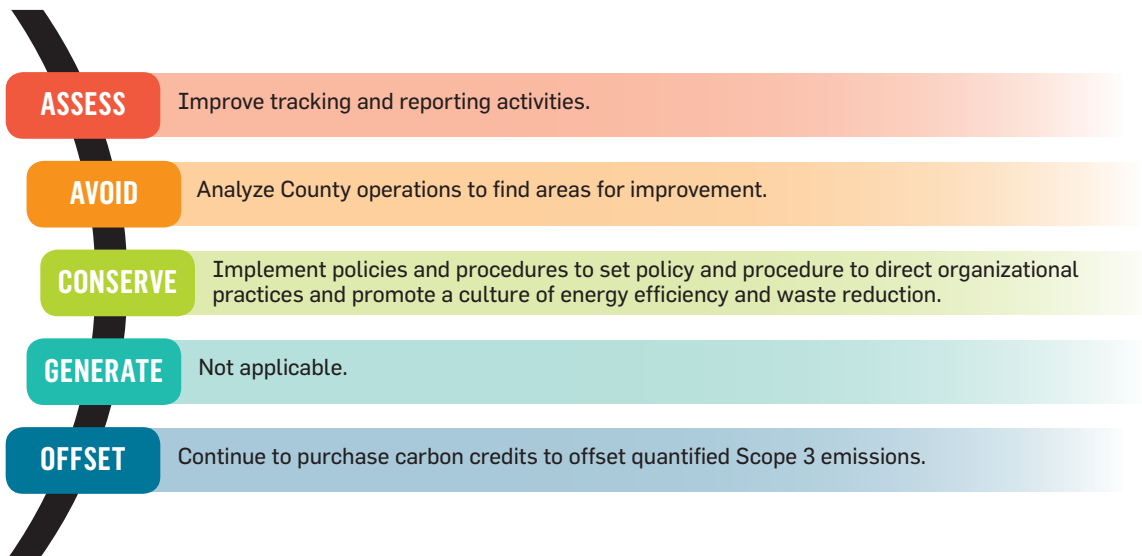 ASSESS
Improve tracking and reporting activities.
AVOID
Analyze County operations to find areas for improvement.
CONSERVE
Implement policies and procedures to set policy and procedure to direct organizational
practices and promote a culture of energy efficiency and waste reduction.
GENERATE
Not applicable.
OFFSET
Continue to purchase carbon credits to offset quantified Scope 3 emissions.